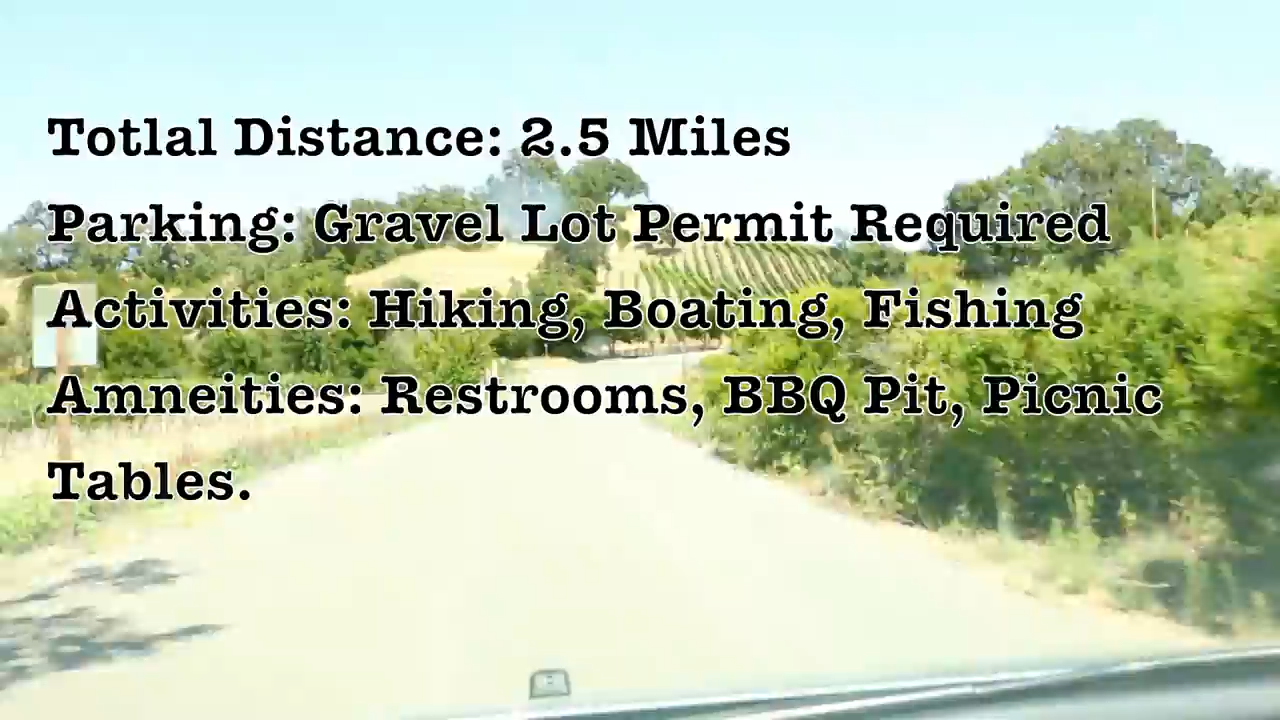 Totlal Distance: 2.5 Miles
Parking: Gravel Lot Permit Required
Activities: Hiking, Boating, Fishing
Amneities: Restrooms, BBQ Pit, Picnic
Tables.